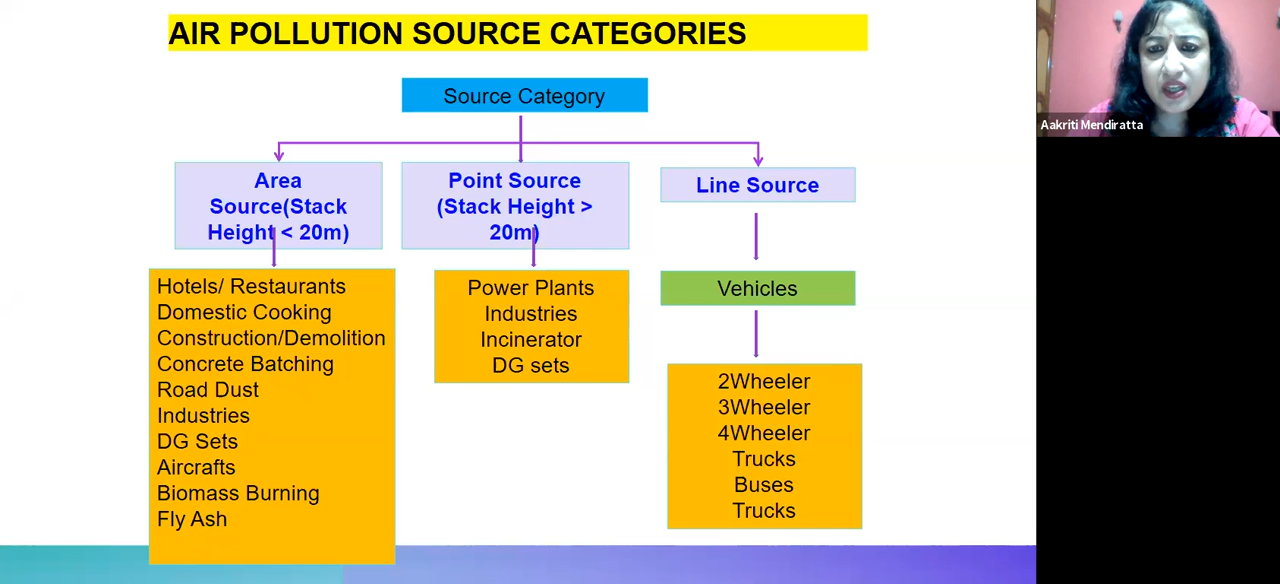 AIR POLLUTION SOURCE CATEGORIES
Aakriti Mendiratta
Source Category
Area
Source(Stack
Height < 20m)
Point Source
(Stack Height >
20m)
Line Source
Hotels/ Restaurants
Domestic Cooking
Construction/Demolition
Concrete Batching
Road Dust
Industries
DG Sets
Aircrafts
Biomass Burning
Fly Ash
Power Plants
Industries
Incinerator
DG sets
Vehicles
2Wheeler
3Wheeler
4Wheeler
Trucks
Buses
Trucks